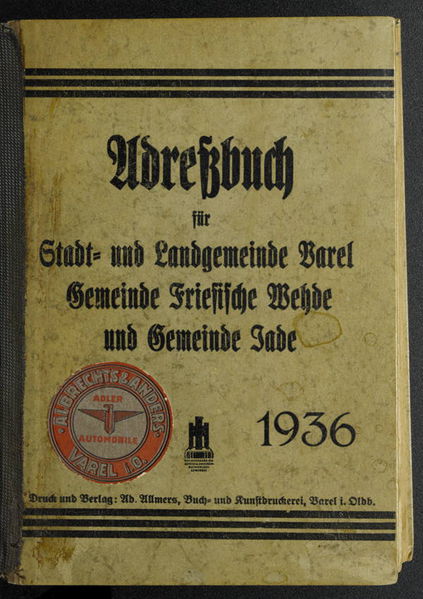 Adreßbuch
für
Stadt- und Landgemeinde Varel
Gemeinde Friesische Wehde
und Gemeinde Jade
ALBRECHTS & ANDERS
ADLER
AUTOMOBILE
VAREL i.O.
1936
Druck und Verlag: Ad. Allmers, Buch- und Kunstdruckerei, Varel i. Oldb.